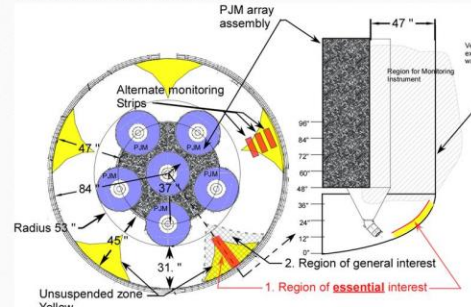 PJM array
assembly
47 "
Alternate monitoring
Strips
Region for Monitoring
Instrument
PJM
PJM
PJM
PJM
PJM
47 "
84 "
37 "
Radius 53 "
45 "
31. "
96"
84"
72"
60"
48"
36"
24"
12"
0"
2. Region of general interest
1. Region of essential interest
Unsuspended zone
Yellow